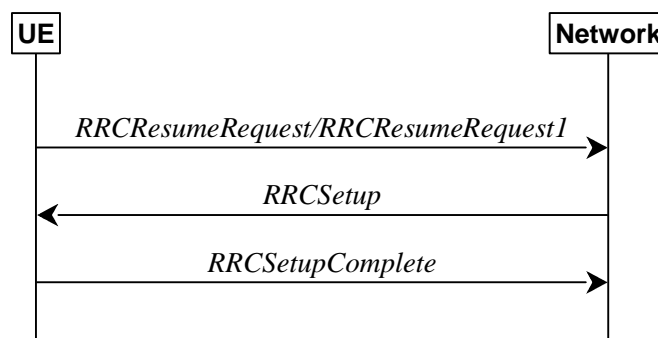 UE Network
RRCResumeRequest/RRCResumeRequest1
RRCSetup
RRCSetupComplete